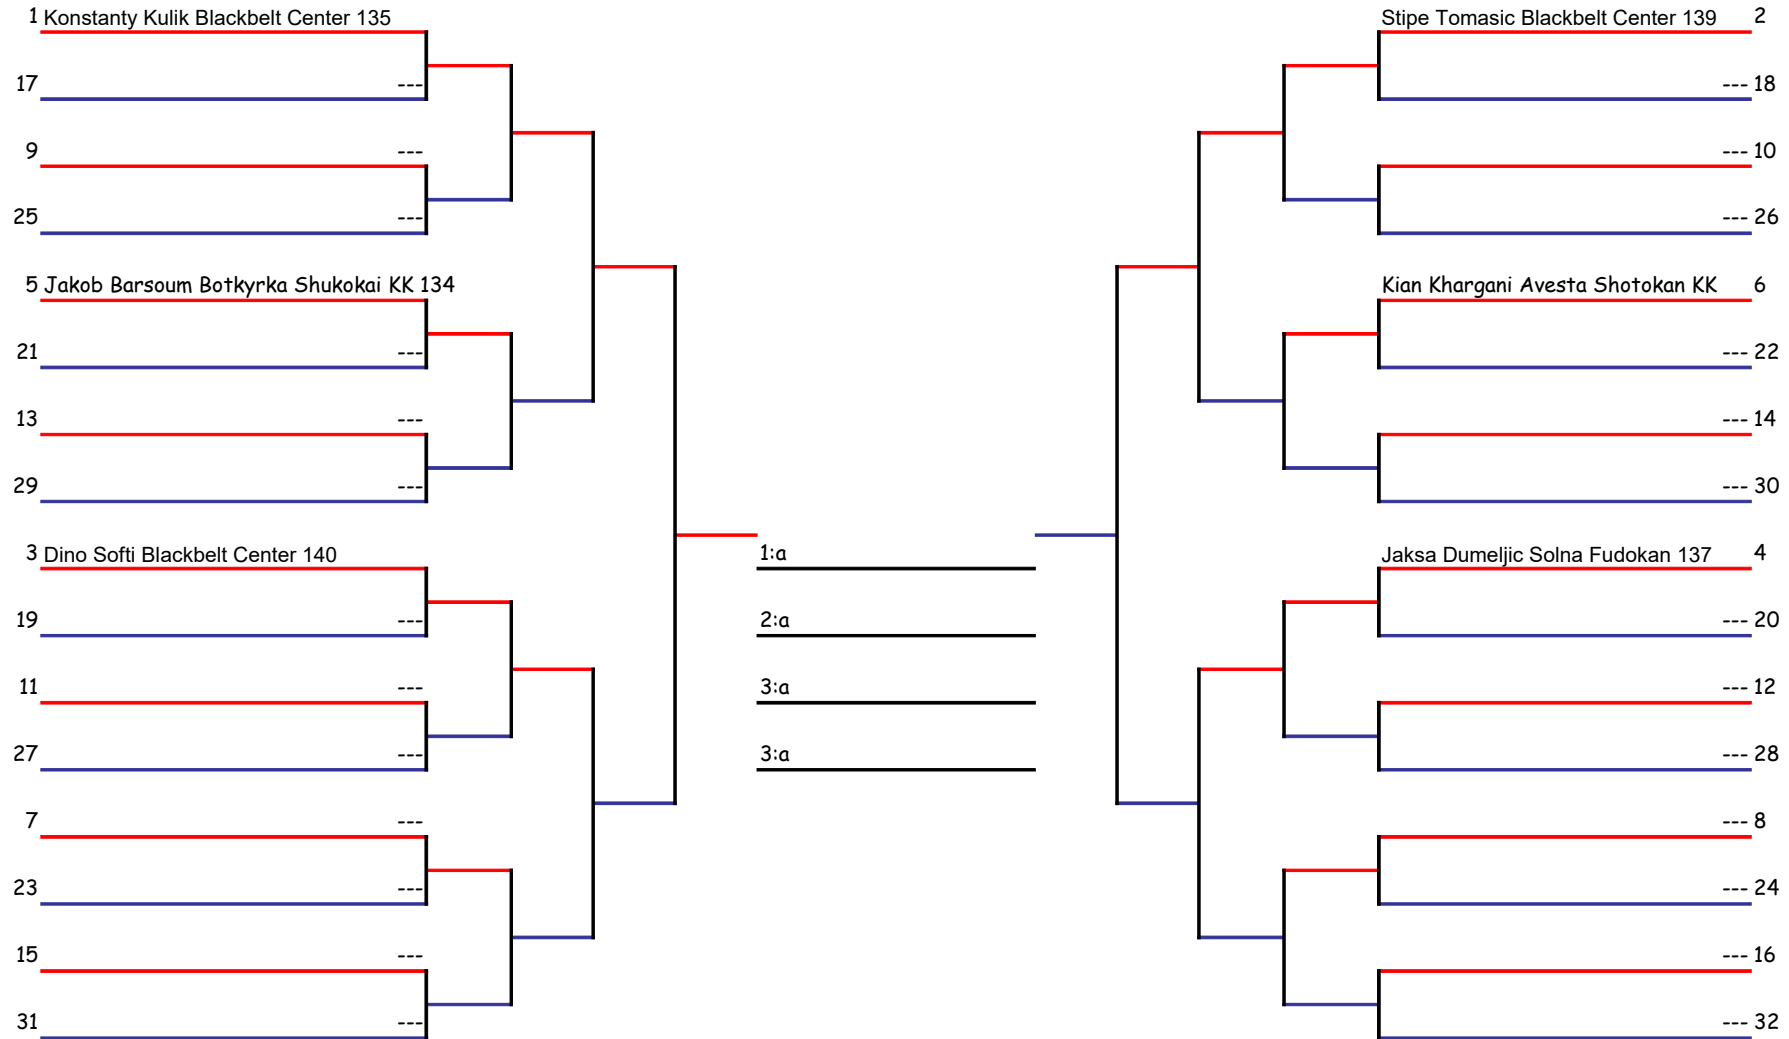 1 Konstanty Kulik Blackbelt Center 135
17 ---
9 ---
25 ---
5 Jakob Barsoum Botkyrka Shukokai KK 134
21 ---
13 ---
29 ---
3 Dino Softi Blackbelt Center 140
19 ---
11 ---
27 ---
7 ---
23 ---
15 ---
31 ---
1:a
2:a
3:a
3:a
Stipe Tomasic Blackbelt Center 139 2
--- 18
--- 10
--- 26
Kian Khargani Avesta Shotokan KK 6
--- 22
--- 14
--- 30
Jaksa Dumeljic Solna Fudokan 137 4
--- 20
--- 12
--- 28
--- 8
--- 24
--- 16
--- 32